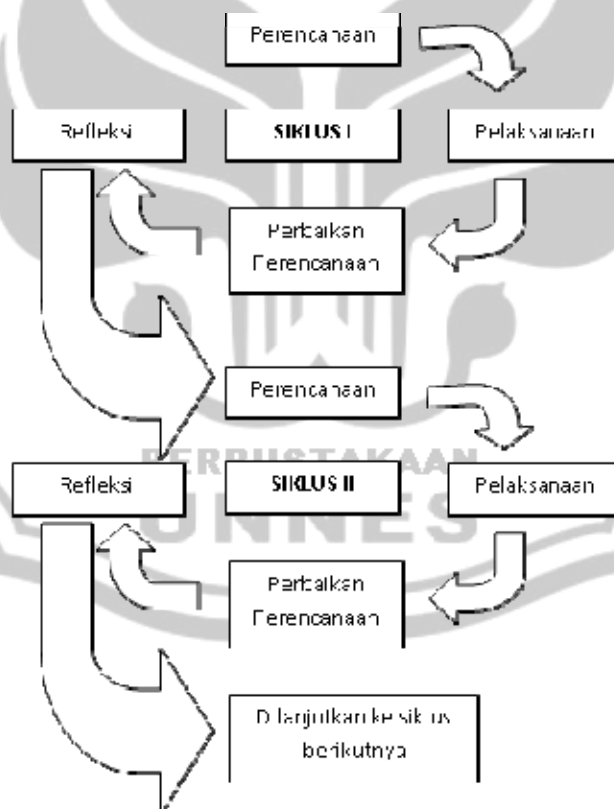 Perencanaan
Refleksi
SIKLUS I
Pelaksanaan
Perbaikan
Perencanaan
Perencanaan
PERPUSTAKAAN
Refleksi
SIKLUS II
Pelaksanaan
UNNES
Perbaikan
Perencanaan
Dilanjutkan ke siklus
berikutnya